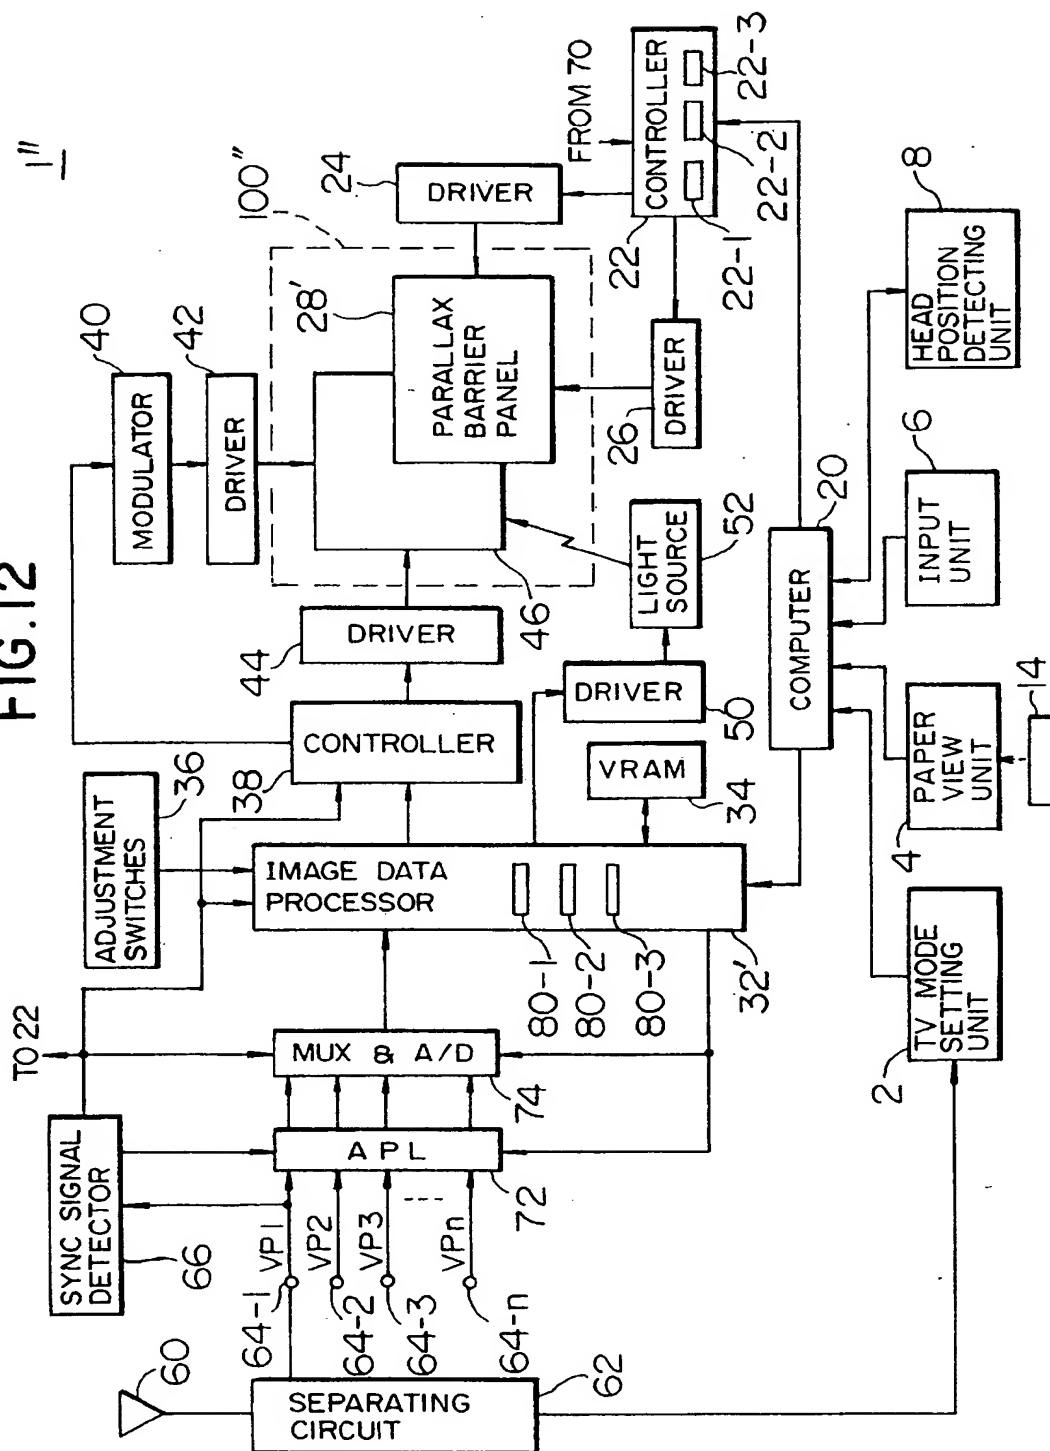 FIG.12
1"
60
SEPARATING
CIRCUIT
62
SYNC SIGNAL
DETECTOR
66
TO 22
64-1
VP1
64-2
VP2
64-3
VP3
64-n
VPn
APL
72
MUX & A/D
74
ADJUSTMENT
SWITCHES
36
IMAGE DATA
PROCESSOR
80-1
80-2
80-3
32'
CONTROLLER
38
VRAM
34
DRIVER
44
DRIVER
50
MODULATOR
40
DRIVER
42
100"
28'
PARALLAX
BARRIER
PANEL
46
LIGHT
SOURCE
52
DRIVER
24
DRIVER
26
FROM 70
CONTROLLER
22
22-1
22-2
22-3
COMPUTER
20
TV MODE
SETTING
UNIT
2
PAPER
VIEW
UNIT
4
14
INPUT
UNIT
6
HEAD
POSITION
DETECTING
UNIT
8